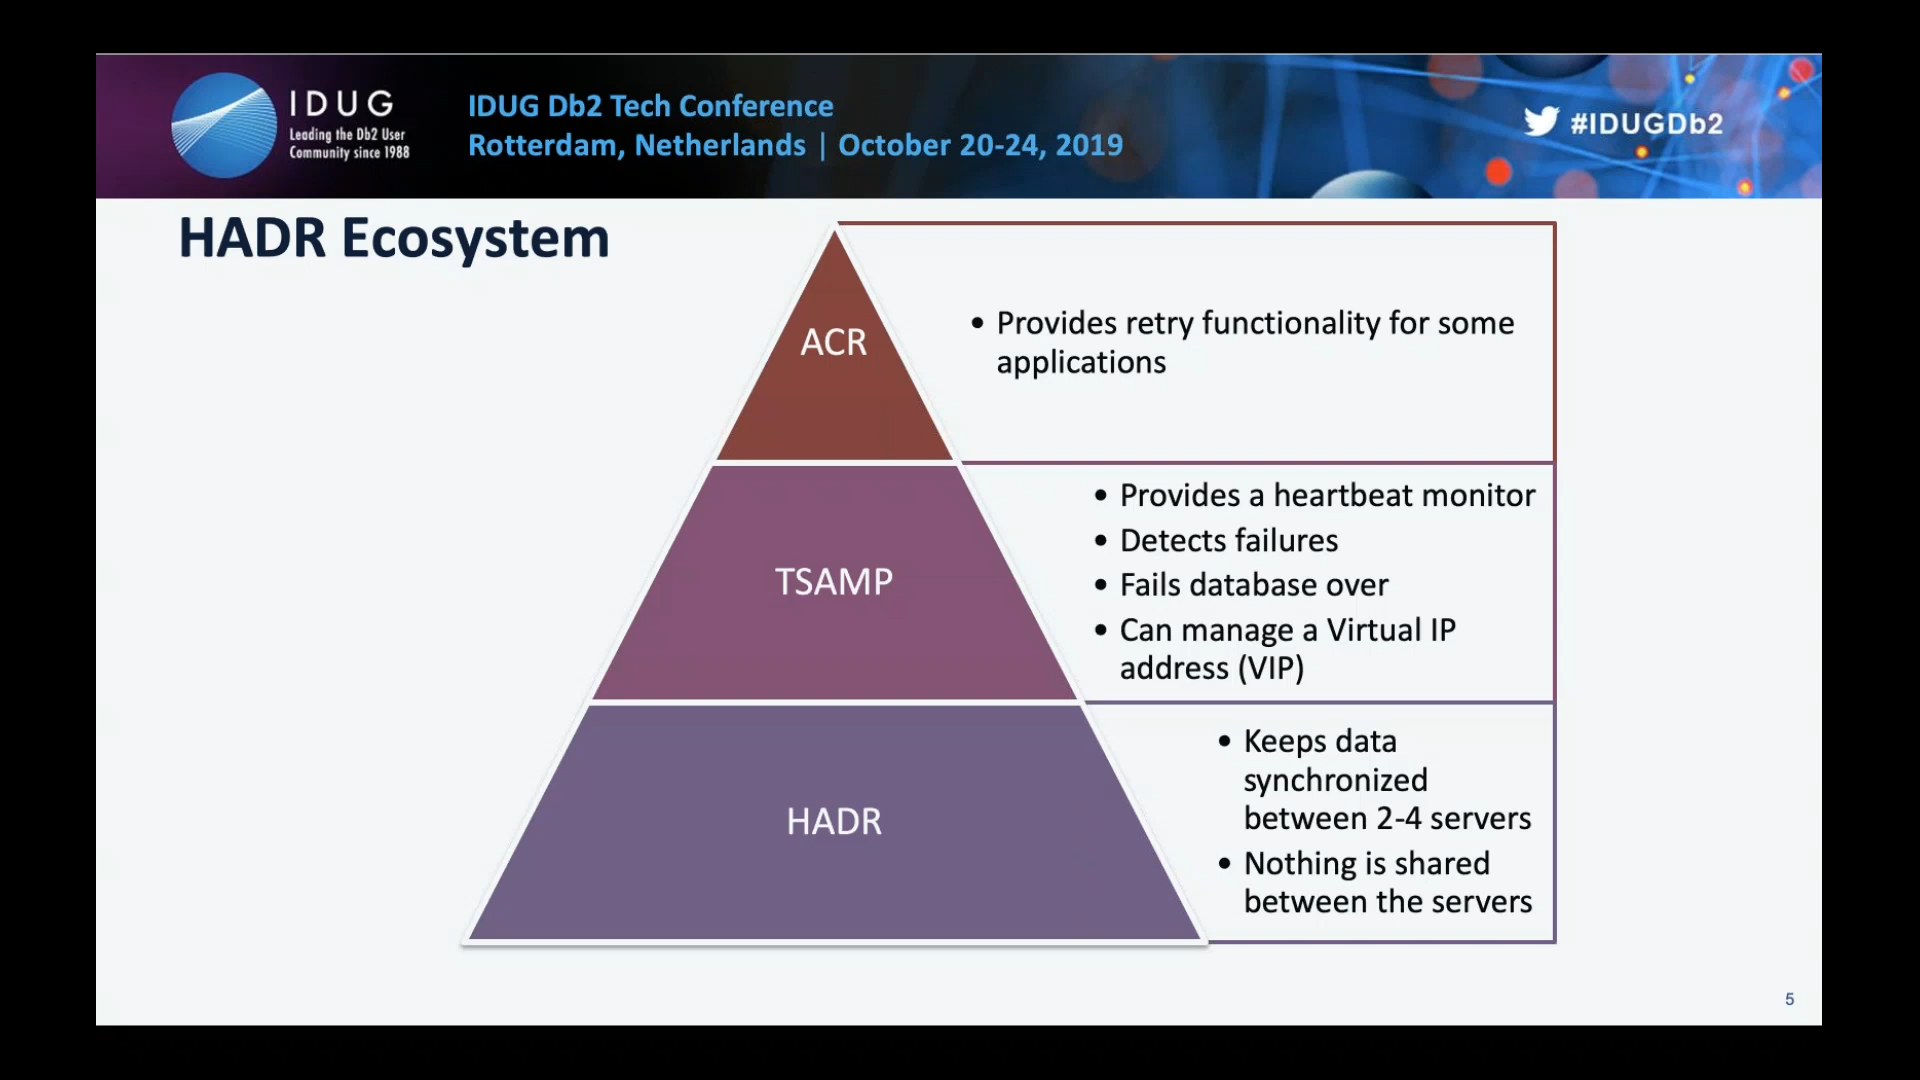 IDUG
Leading the Db2 User
Community since 1988
IDUG Db2 Tech Conference
Rotterdam, Netherlands | October 20-24, 2019
#IDUGDb2
HADR Ecosystem
ACR
• Provides retry functionality for some
applications
TSAMP
• Provides a heartbeat monitor
• Detects failures
• Fails database over
• Can manage a Virtual IP
address (VIP)
HADR
• Keeps data
synchronized
between 2-4 servers
• Nothing is shared
between the servers
5